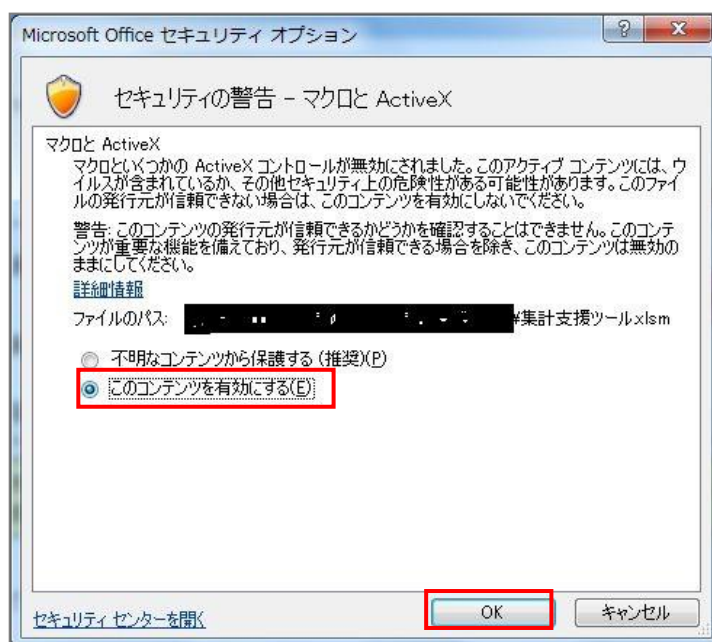 Microsoft Office セキュリティ オプション
セキュリティの警告 - マクロと ActiveX
マクロと ActiveX
マクロといくつかの ActiveX コントロールが無効にされました。このアクティブ コンテンツには、ウ
イルスが含まれているか、その他セキュリティ上の危険性がある可能性があります。このファイ
ルの発行元が信頼できない場合は、このコンテンツを有効にしないでください。
警告: このコンテンツの発行元が信頼できるかどうかを確認することはできません。このコンテ
ンツが重要な機能を備えており、発行元が信頼できる場合を除き、このコンテンツは無効の
ままにしてください。
詳細情報
ファイルのパス: ¥集計支援ツール.xlsm
不明なコンテンツから保護する (推奨)(P)
このコンテンツを有効にする(E)
セキュリティ センターを開く
OK
キャンセル